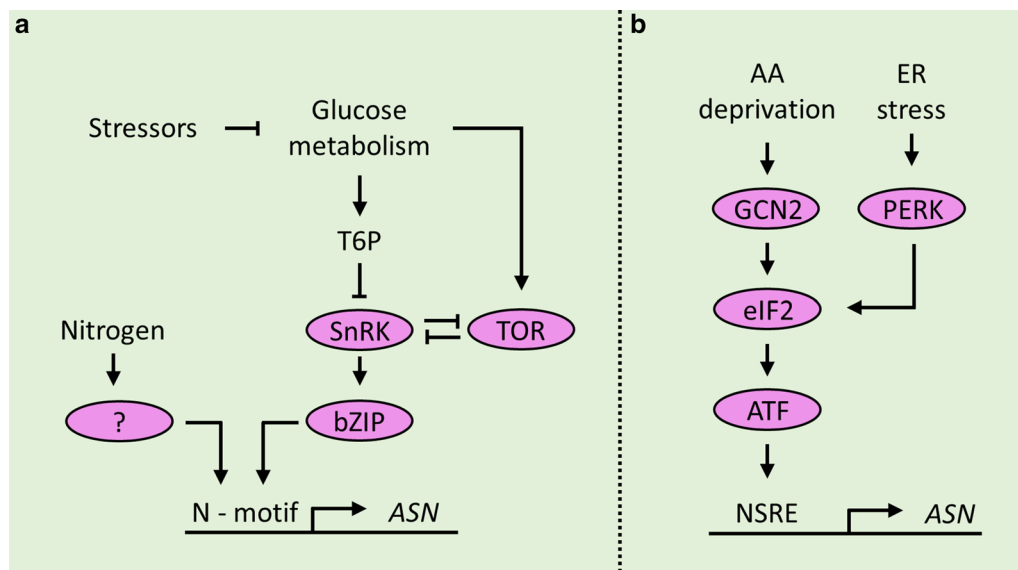 a
Stressors
Glucose
metabolism
T6P
SnRK
TOR
Nitrogen
?
bZIP
N - motif
ASN
b
AA
deprivation
ER
stress
GCN2
PERK
eIF2
ATF
NSRE
ASN